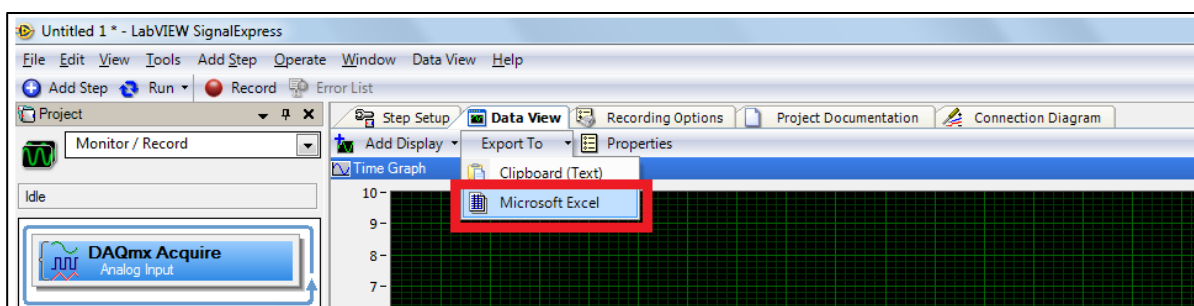 Untitled 1 * - LabVIEW SignalExpress
File Edit View Tools Add Step Operate Window Data View Help
Add Step Run Record Error List
Project
Step Setup Data View Recording Options Project Documentation Connection Diagram
Monitor / Record
Add Display Export To Properties
Time Graph
Clipboard (Text)
Microsoft Excel
Idle
10
9
8
7
DAQmx Acquire
Analog Input